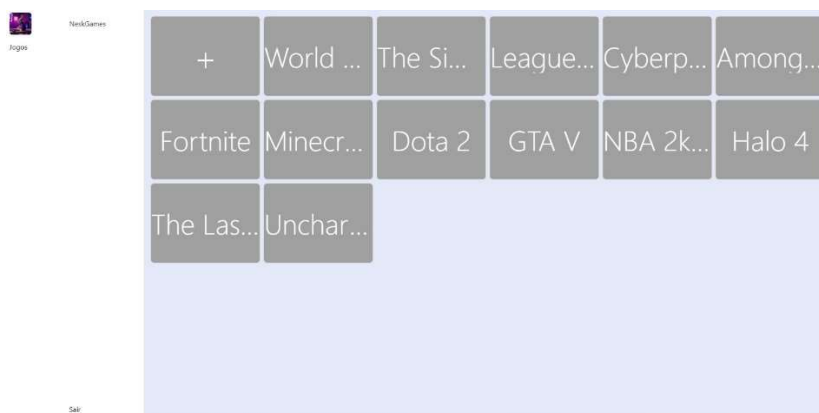 NeskGames
Jogos
+
World ...
The Si...
League...
Cyberp...
Among...
Fortnite
Minecr...
Dota 2
GTA V
NBA 2k...
Halo 4
The Las...
Unchar...
Sair